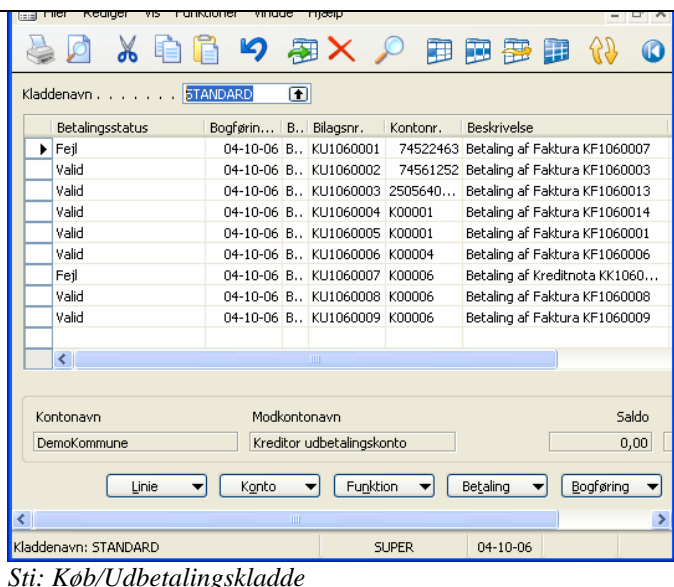 Filer Rediger Vis Funktioner Vindue Hjælp
Kladdenavn . . . . . . . STANDARD
Betalingsstatus Bogførin... B.. Bilagsnr. Kontonr. Beskrivelse
Fejl 04-10-06 B.. KU1060001 74522463 Betaling af Faktura KF1060007
Valid 04-10-06 B.. KU1060002 74561252 Betaling af Faktura KF1060003
Valid 04-10-06 B.. KU1060003 2505640... Betaling af Faktura KF1060013
Valid 04-10-06 B.. KU1060004 K00001 Betaling af Faktura KF1060014
Valid 04-10-06 B.. KU1060005 K00001 Betaling af Faktura KF1060001
Valid 04-10-06 B.. KU1060006 K00004 Betaling af Faktura KF1060006
Fejl 04-10-06 B.. KU1060007 K00006 Betaling af Kreditnota KK1060...
Valid 04-10-06 B.. KU1060008 K00006 Betaling af Faktura KF1060008
Valid 04-10-06 B.. KU1060009 K00006 Betaling af Faktura KF1060009
Kontonavn Modkontonavn Saldo
DemoKommune Kreditor udbetalingskonto 0,00
Linie Konto Funktion Betaling Bogføring
Kladdenavn: STANDARD SUPER 04-10-06
Sti: Køb/Udbetalingskladde